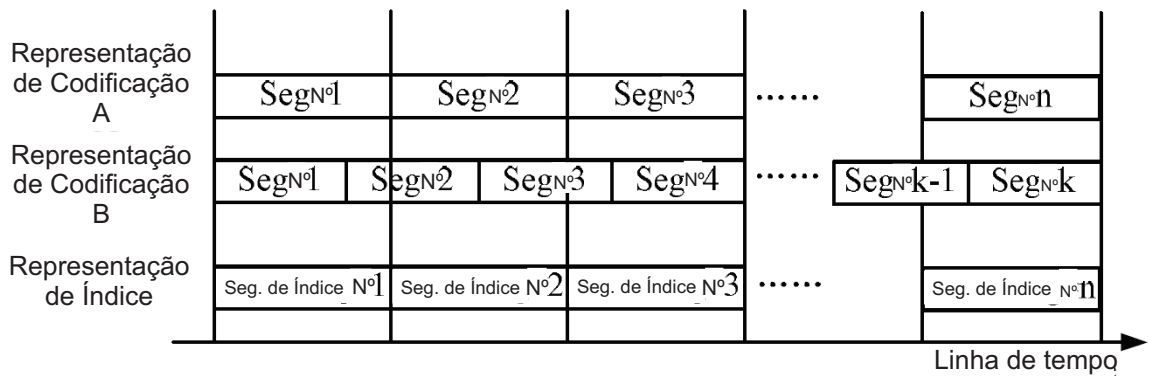 Representação
de Codificação
A
SegNº1 SegNº2 SegNº3 ...... SegNºn
Representação
de Codificação
B
SegNº1 SegNº2 SegNº3 SegNº4 ...... SegNºk-1 SegNºk
Representação
de Índice
Seg. de Índice Nº1 Seg. de Índice Nº2 Seg. de Índice Nº3 ...... Seg. de Índice Nºn
Linha de tempo